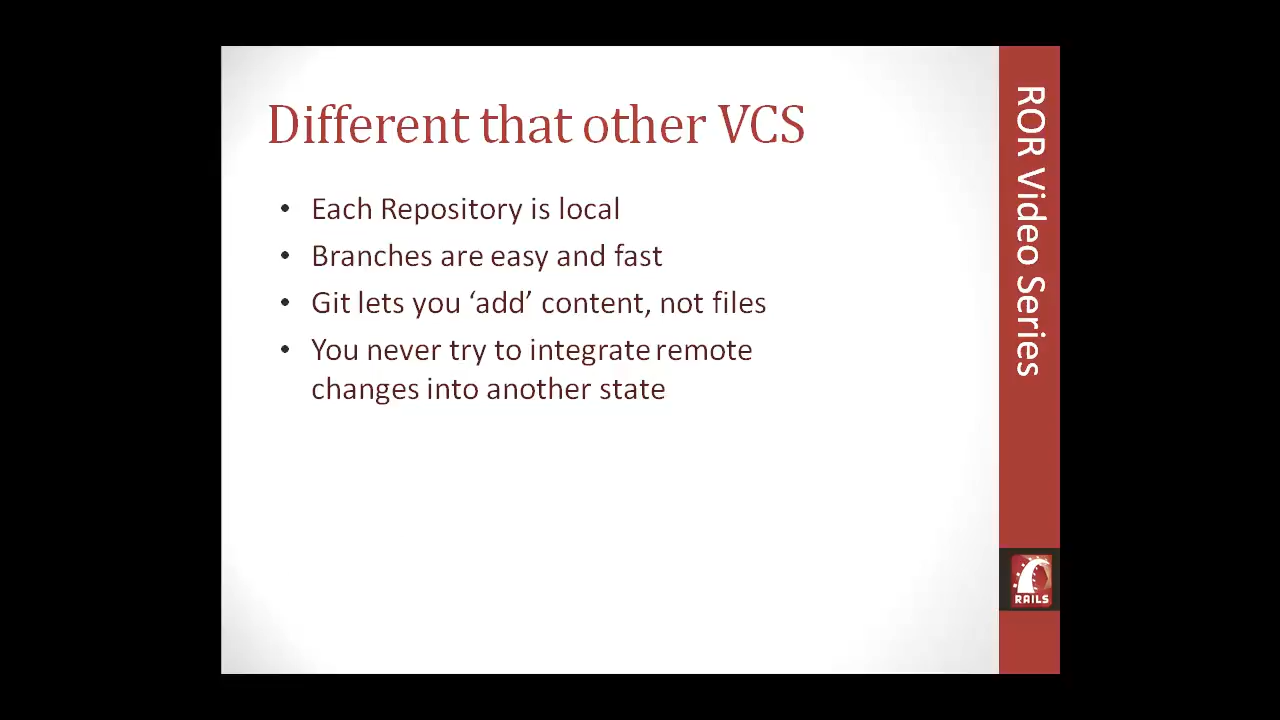 Different that other VCS
• Each Repository is local
• Branches are easy and fast
• Git lets you ‘add’ content, not files
• You never try to integrate remote
changes into another state
ROR Video Series
RAILS